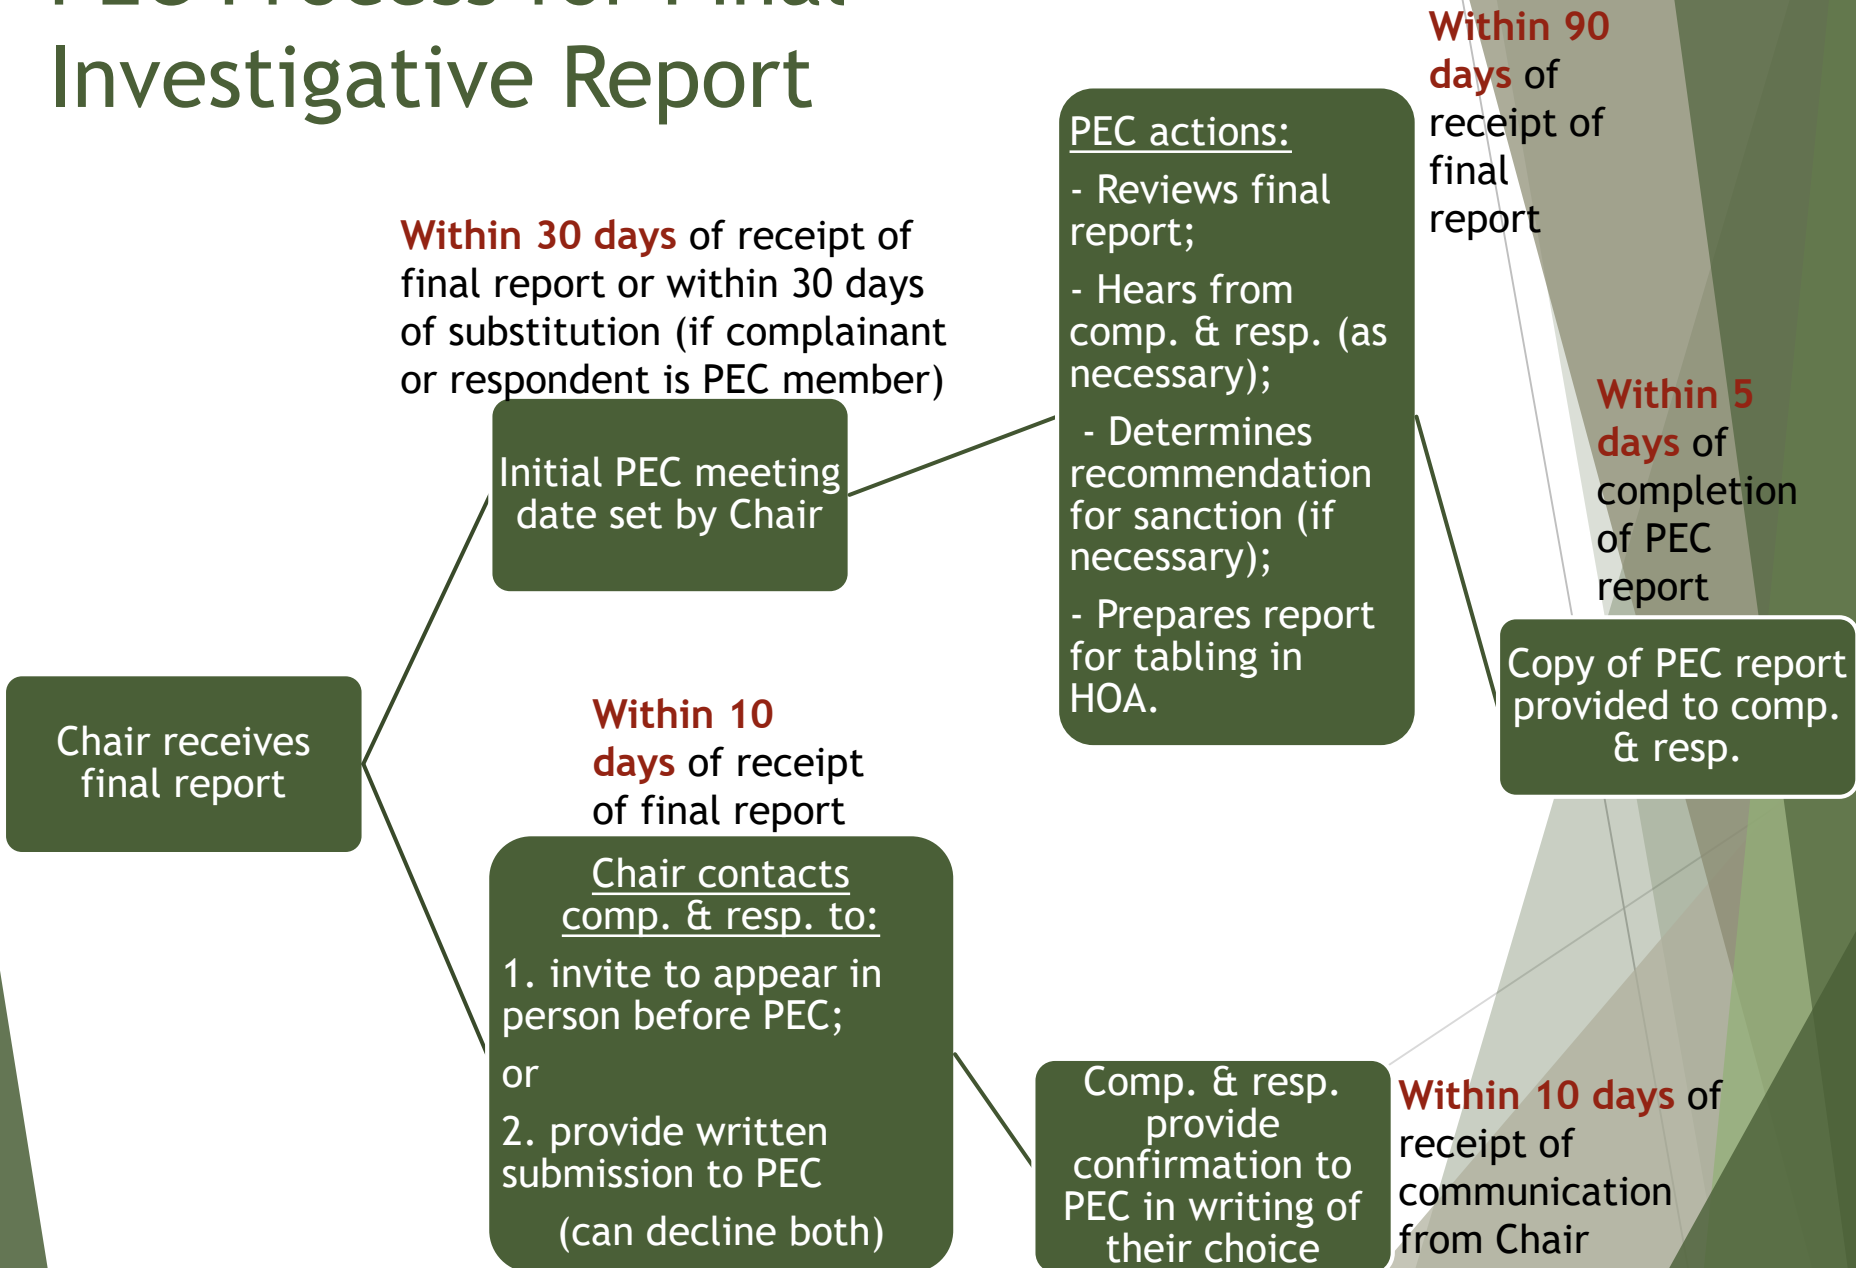 PEC Process for Final
Investigative Report
Within 90
days of
receipt of
final
report
PEC actions:
- Reviews final
report;
- Hears from
comp. & resp. (as
necessary);
- Determines
recommendation
for sanction (if
necessary);
- Prepares report
for tabling in
HOA.
Within 30 days of receipt of
final report or within 30 days
of substitution (if complainant
or respondent is PEC member)
Initial PEC meeting
date set by Chair
Within 5
days of
completion
of PEC
report
Copy of PEC report
provided to comp.
& resp.
Chair receives
final report
Within 10
days of receipt
of final report
Chair contacts
comp. & resp. to:
1. invite to appear in
person before PEC;
or
2. provide written
submission to PEC
(can decline both)
Comp. & resp.
provide
confirmation to
PEC in writing of
their choice
Within 10 days of
receipt of
communication
from Chair